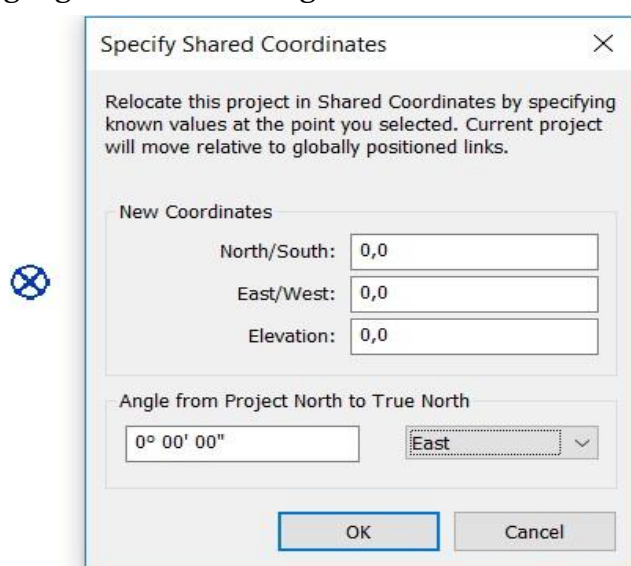 Specify Shared Coordinates
Relocate this project in Shared Coordinates by specifying
known values at the point you selected. Current project
will move relative to globally positioned links.
New Coordinates
North/South: 0,0
East/West: 0,0
Elevation: 0,0
Angle from Project North to True North
0° 00' 00" East
OK Cancel